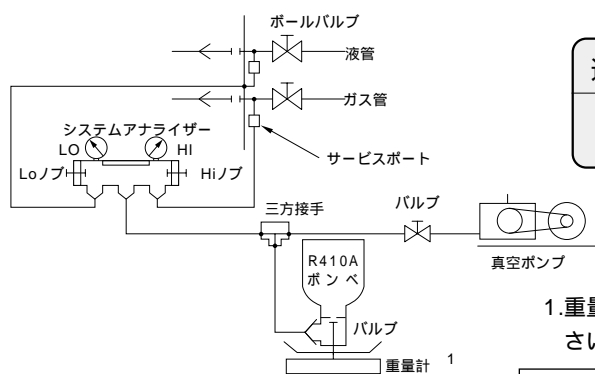 ボールバルブ
液管
ガス管
システムアナライザー
LO
HI
Loノブ
Hiノブ
サービスポート
三方接手
バルブ
R410A
ボンベ
真空ポンプ
バルブ
重量計 1
1.重量
さい